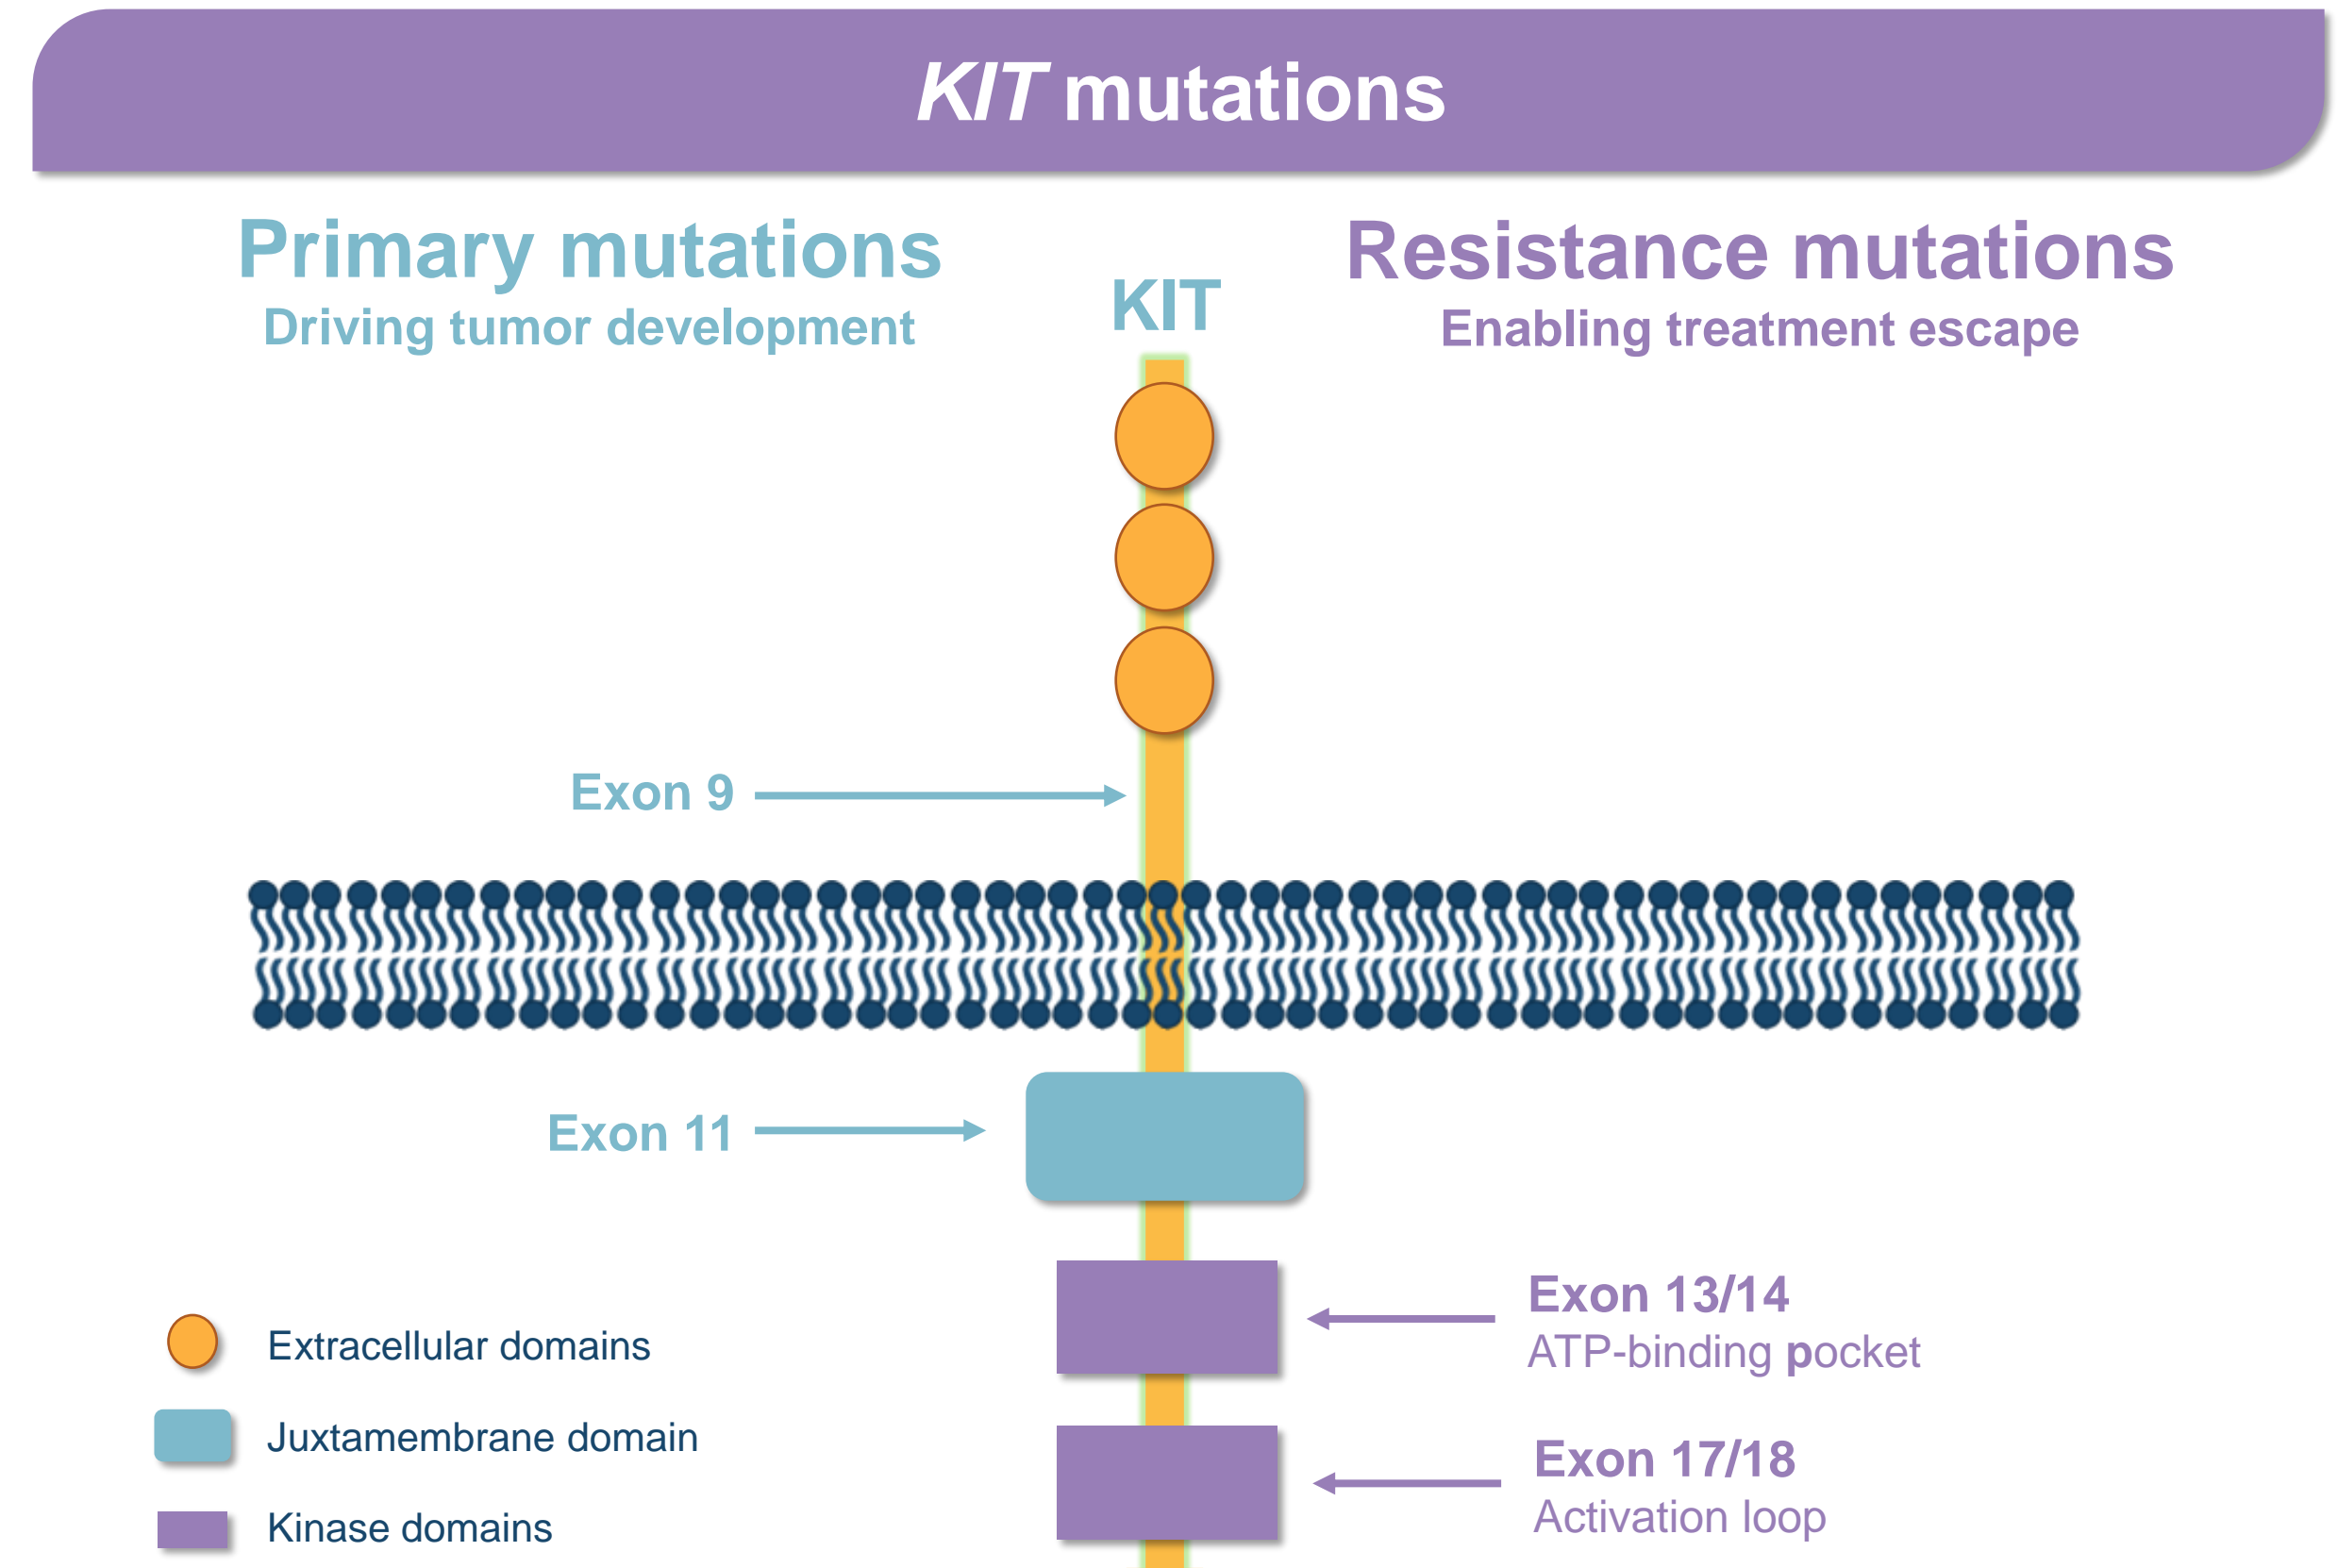 KIT mutations
Primary mutations
Driving tumor development
KIT
Resistance mutations
Enabling treatment escape
Exon 9
Exon 11
Exon 13/14
ATP-binding pocket
Exon 17/18
Activation loop
Extracellular domains
Juxtamembrane domain
Kinase domains